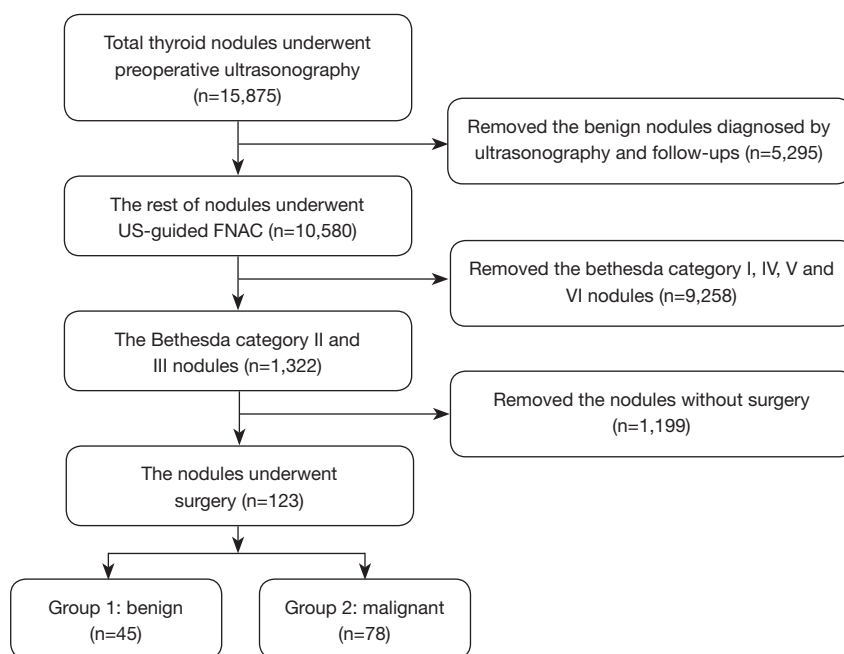 Total thyroid nodules underwent
preoperative ultrasonography
(n=15,875)
Removed the benign nodules diagnosed by
ultrasonography and follow-ups (n=5,295)
The rest of nodules underwent
US-guided FNAC (n=10,580)
Removed the bethesda category I, IV, V and
VI nodules (n=9,258)
The Bethesda category II and
III nodules (n=1,322)
Removed the nodules without surgery
(n=1,199)
The nodules underwent
surgery (n=123)
Group 1: benign
(n=45)
Group 2: malignant
(n=78)